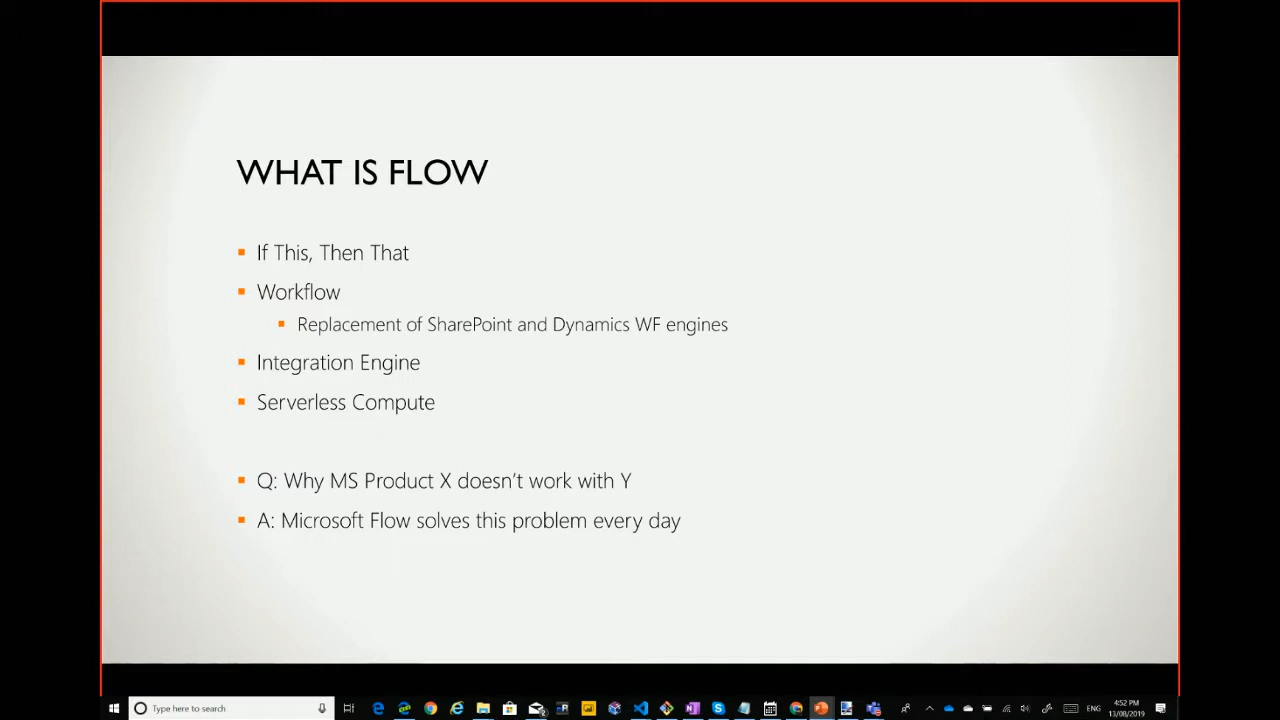 WHAT IS FLOW
If This, Then That
Workflow
Replacement of SharePoint and Dynamics WF engines
Integration Engine
Serverless Compute
Q: Why MS Product X doesn't work with Y
A: Microsoft Flow solves this problem every day
Type here to search
ENG
4:52 PM
13/08/2019